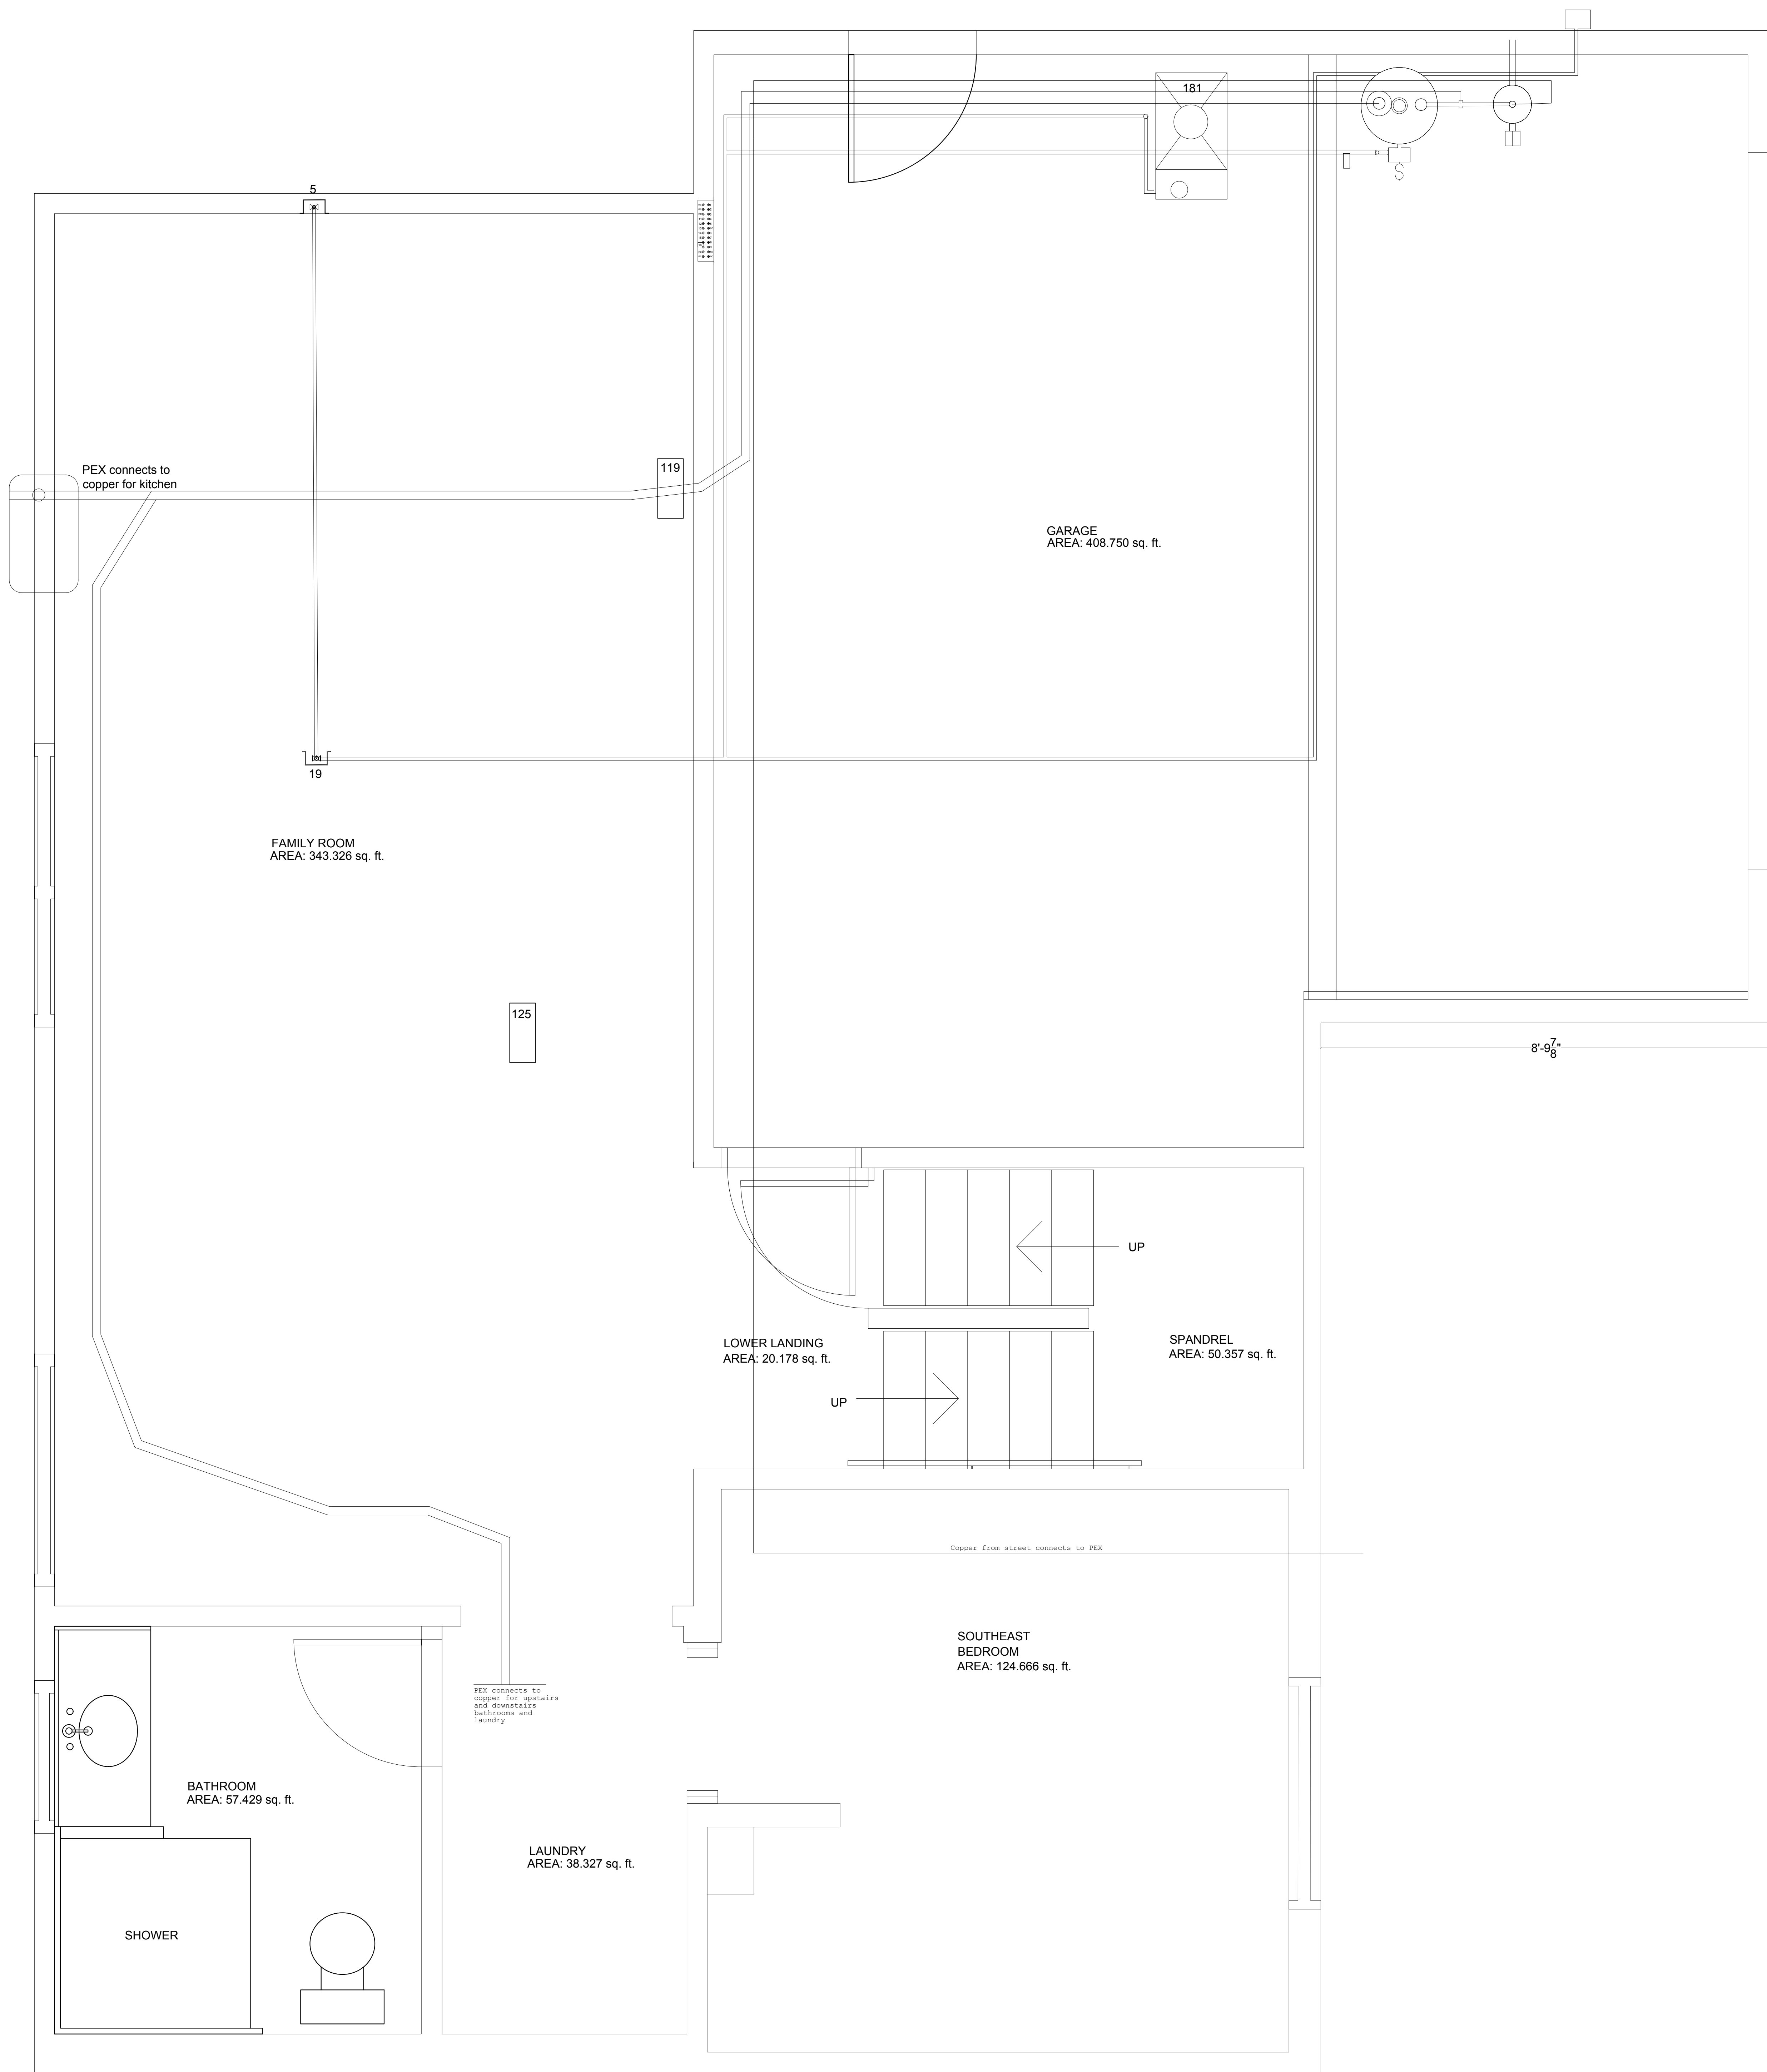 181
5
119
PEX connects to
copper for kitchen
GARAGE
AREA: 408.750 sq. ft.
19
FAMILY ROOM
AREA: 343.326 sq. ft.
125
8'-9 7/8"
UP
LOWER LANDING
AREA: 20.178 sq. ft.
SPANDREL
AREA: 50.357 sq. ft.
UP
Copper from street connects to PEX
SOUTHEAST
BEDROOM
AREA: 124.666 sq. ft.
PEX connects to
copper for upstairs
and downstairs
bathrooms and
laundry
BATHROOM
AREA: 57.429 sq. ft.
LAUNDRY
AREA: 38.327 sq. ft.
SHOWER